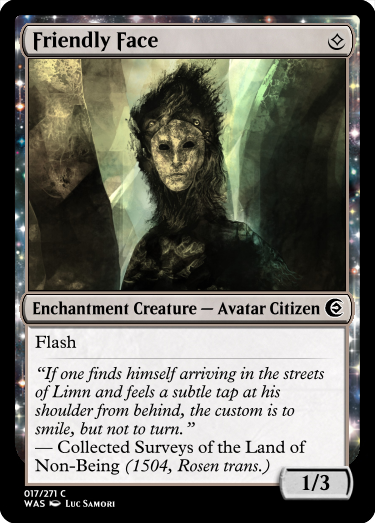 Friendly Face
Enchantment Creature — Avatar Citizen
Flash
“If one finds himself arriving in the streets
of Limn and feels a subtle tap at his
shoulder from behind, the custom is to
smile, but not to turn.”
— Collected Surveys of the Land of
Non-Being (1504, Rosen trans.)
1/3
017/271 C
WAS Luc Samori